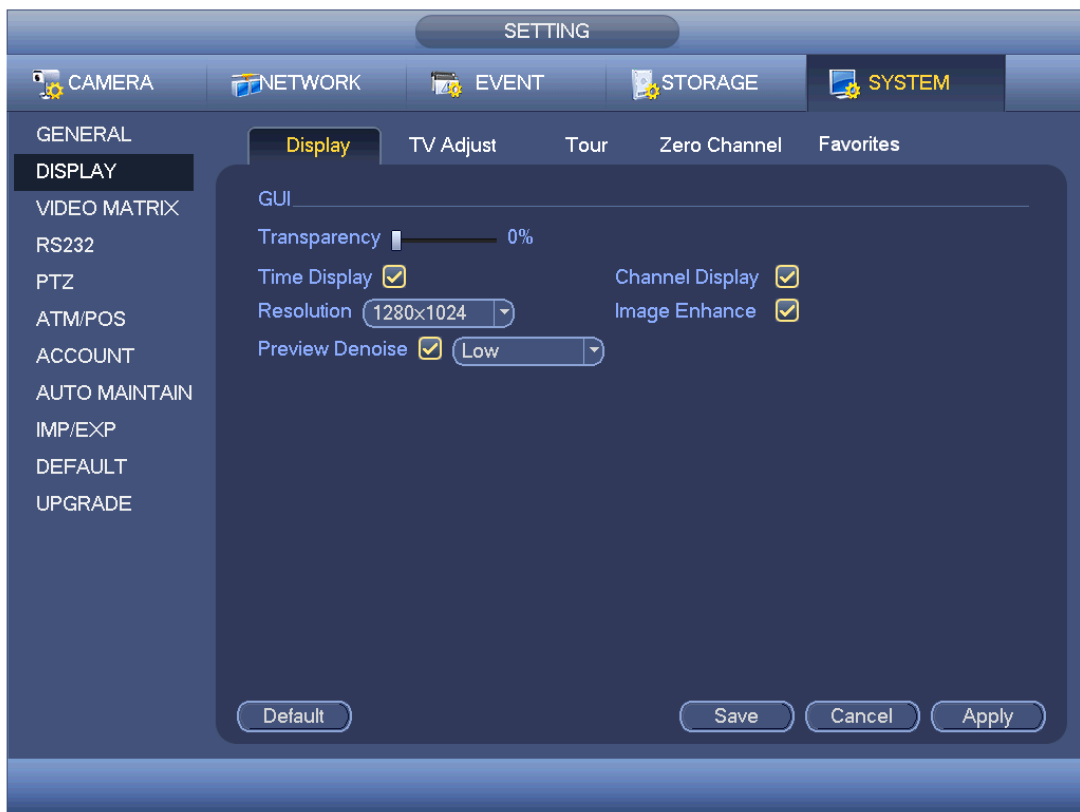 SETTING
CAMERA NETWORK EVENT STORAGE SYSTEM
GENERAL
DISPLAY
VIDEO MATRIX
RS232
PTZ
ATM/POS
ACCOUNT
AUTO MAINTAIN
IMP/EXP
DEFAULT
UPGRADE
Display TV Adjust Tour Zero Channel Favorites
GUI
Transparency 0%
Time Display Channel Display
Resolution 1280x1024 Image Enhance
Preview Denoise Low
Default Save Cancel Apply